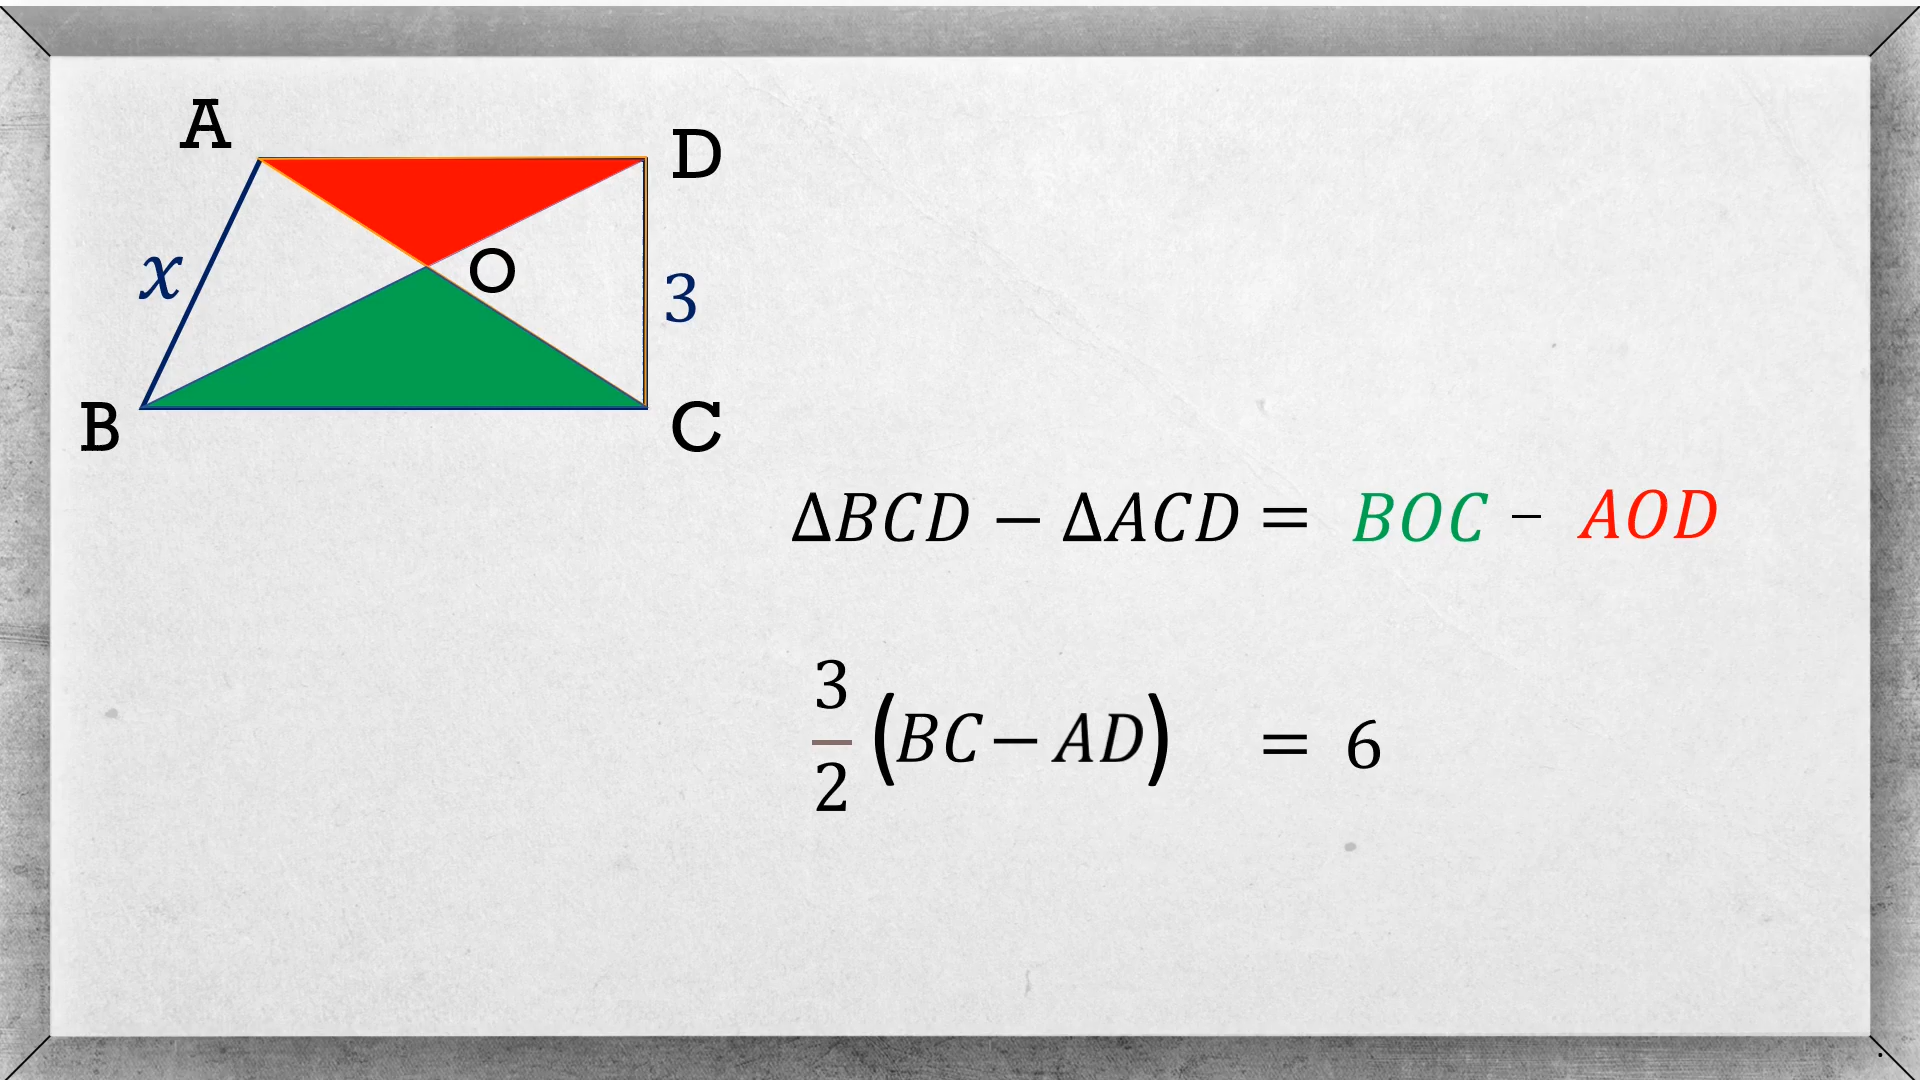 A
D
x
O
3
B
C
ΔBCD − ΔACD = BOC − AOD
3/2 (BC − AD) = 6